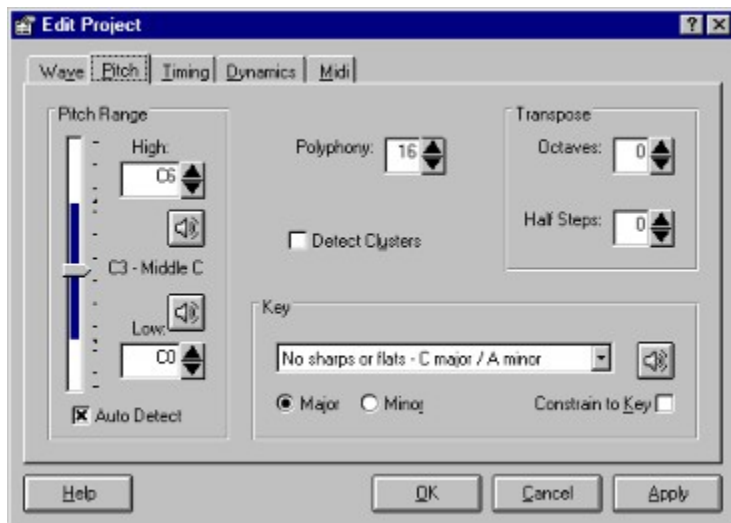 Edit Project
Wave Pitch Timing Dynamics Midi
Pitch Range
High:
C6
C3 - Middle C
Low:
C0
Auto Detect
Polyphony: 16
Detect Clusters
Transpose
Octaves: 0
Half Steps: 0
Key
No sharps or flats - C major / A minor
Major Minor Constrain to Key
Help OK Cancel Apply